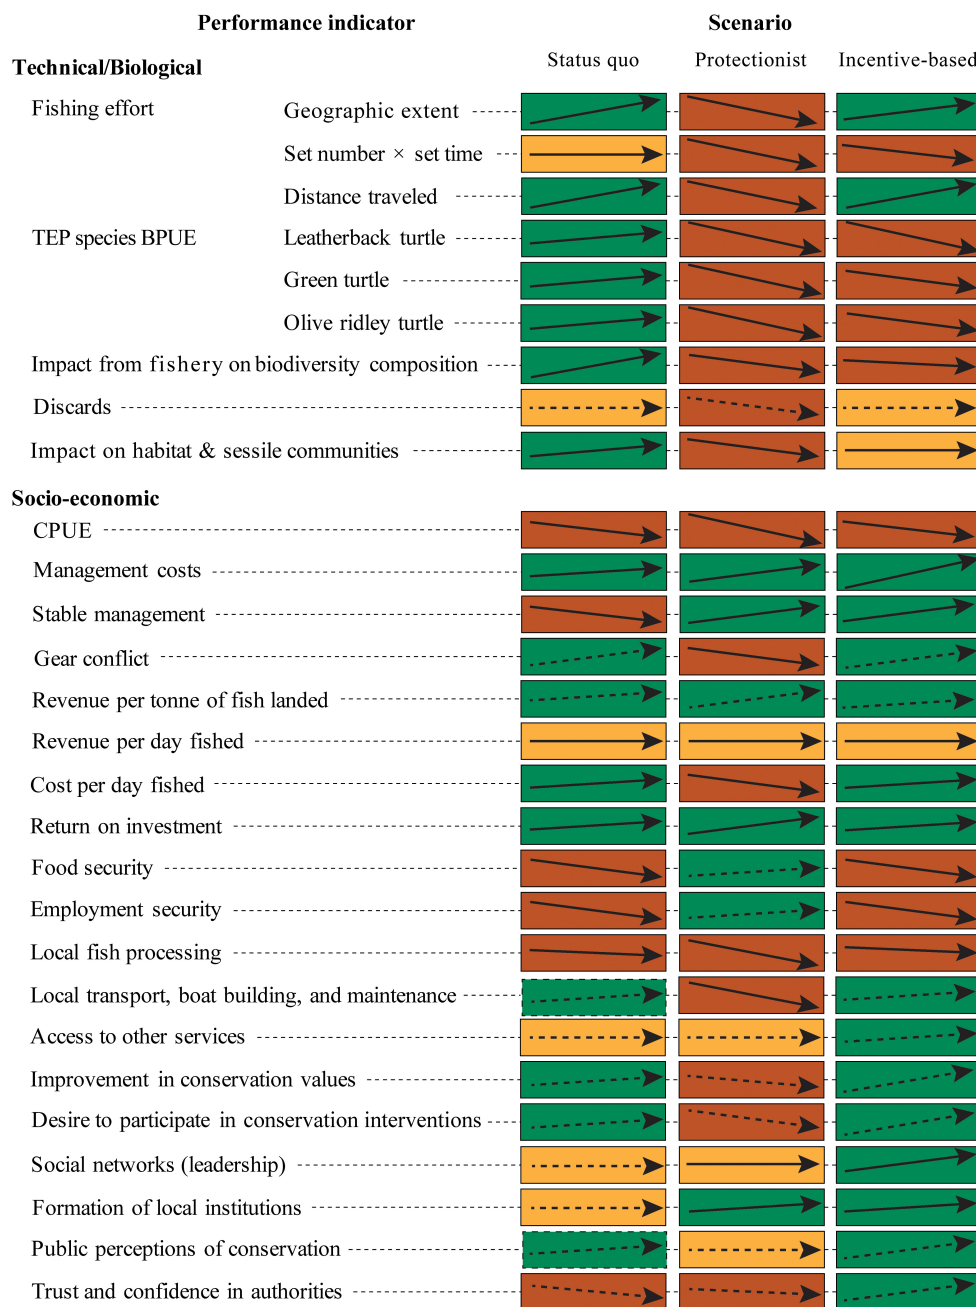 Performance indicator Scenario
Technical/Biological Status quo Protectionist Incentive-based
Fishing effort Geographic extent
Set number × set time
Distance traveled
TEP species BPUE Leatherback turtle
Green turtle
Olive ridley turtle
Impact from fishery on biodiversity composition
Discards
Impact on habitat & sessile communities
Socio-economic
CPUE
Management costs
Stable management
Gear conflict
Revenue per tonne of fish landed
Revenue per day fished
Cost per day fished
Return on investment
Food security
Employment security
Local fish processing
Local transport, boat building, and maintenance
Access to other services
Improvement in conservation values
Desire to participate in conservation interventions
Social networks (leadership)
Formation of local institutions
Public perceptions of conservation
Trust and confidence in authorities